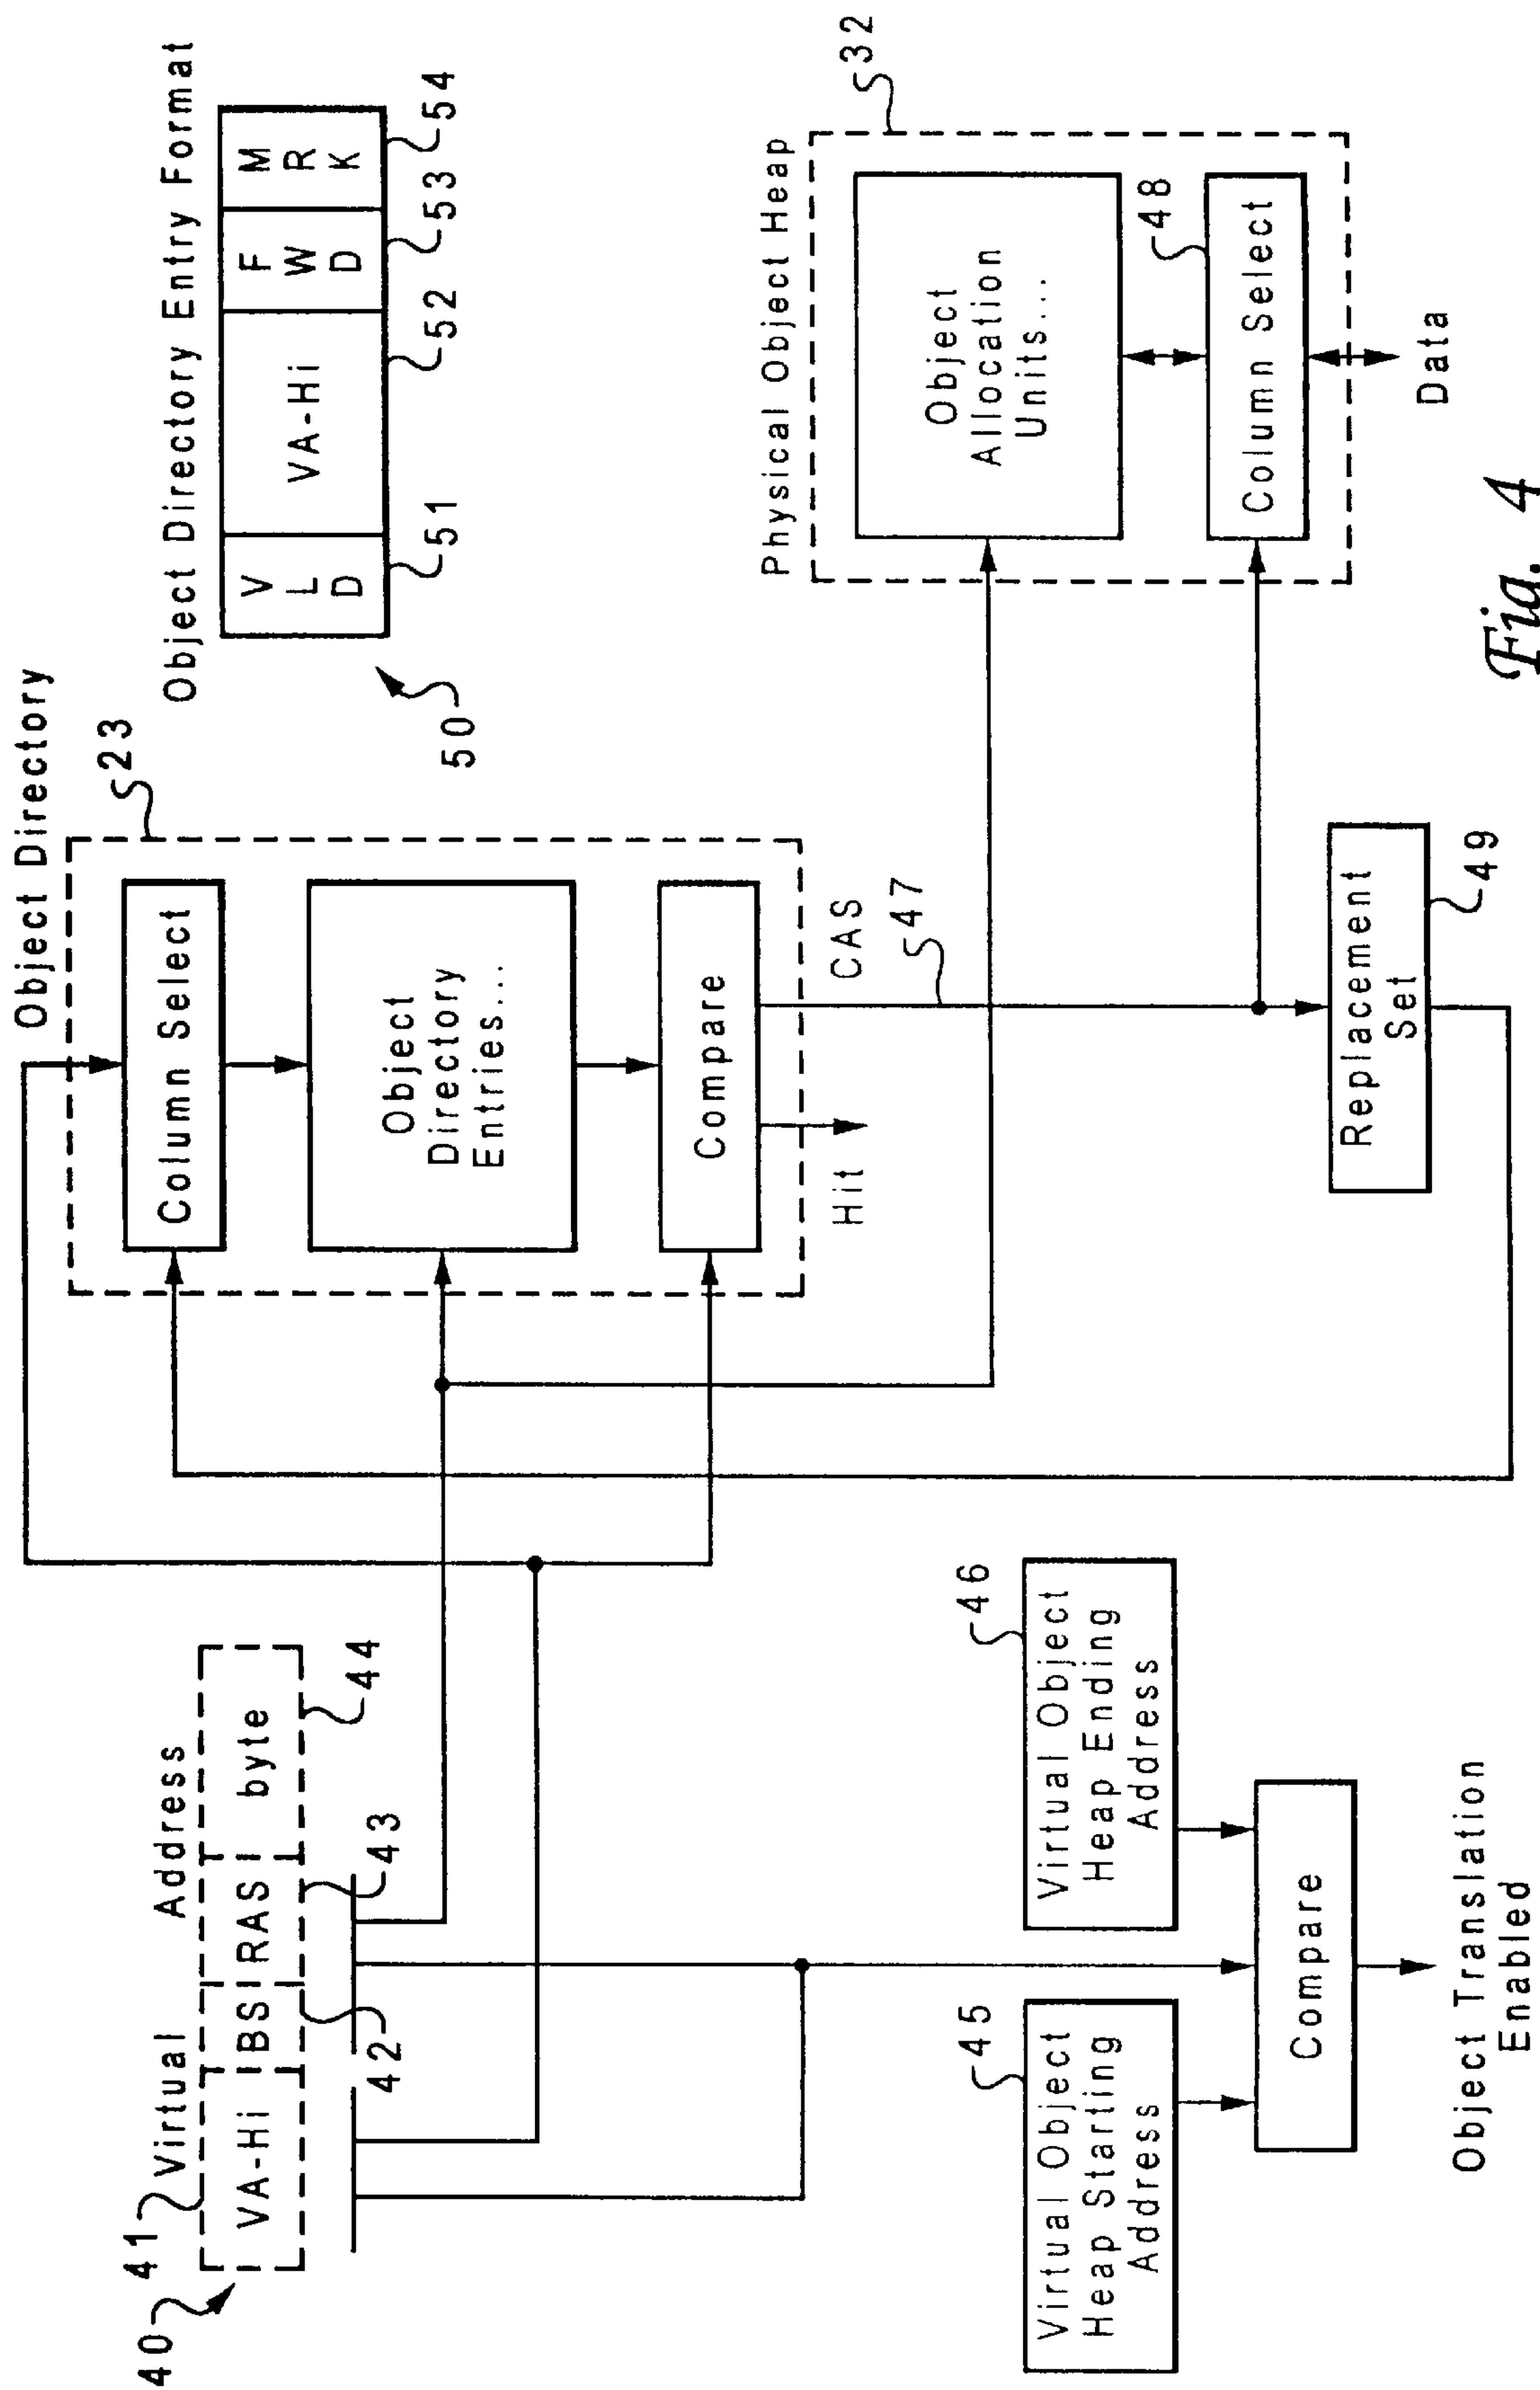 Object Directory
23
Column Select
Object
Directory
Entries...
Compare
Hit
CAS
47
Replacement
Set
49
Object Directory Entry Format
V
L
D
VA-Hi
F
W
D
M
R
K
51
52
53
54
50
Physical Object Heap
32
Object
Allocation
Units...
48
Column Select
Data
Virtual Address
40
41
VA-Hi
BS
RAS
byte
42
43
44
45
Virtual Object
Heap Starting
Address
46
Virtual Object
Heap Ending
Address
Compare
Object Translation
Enabled
Fig. 4